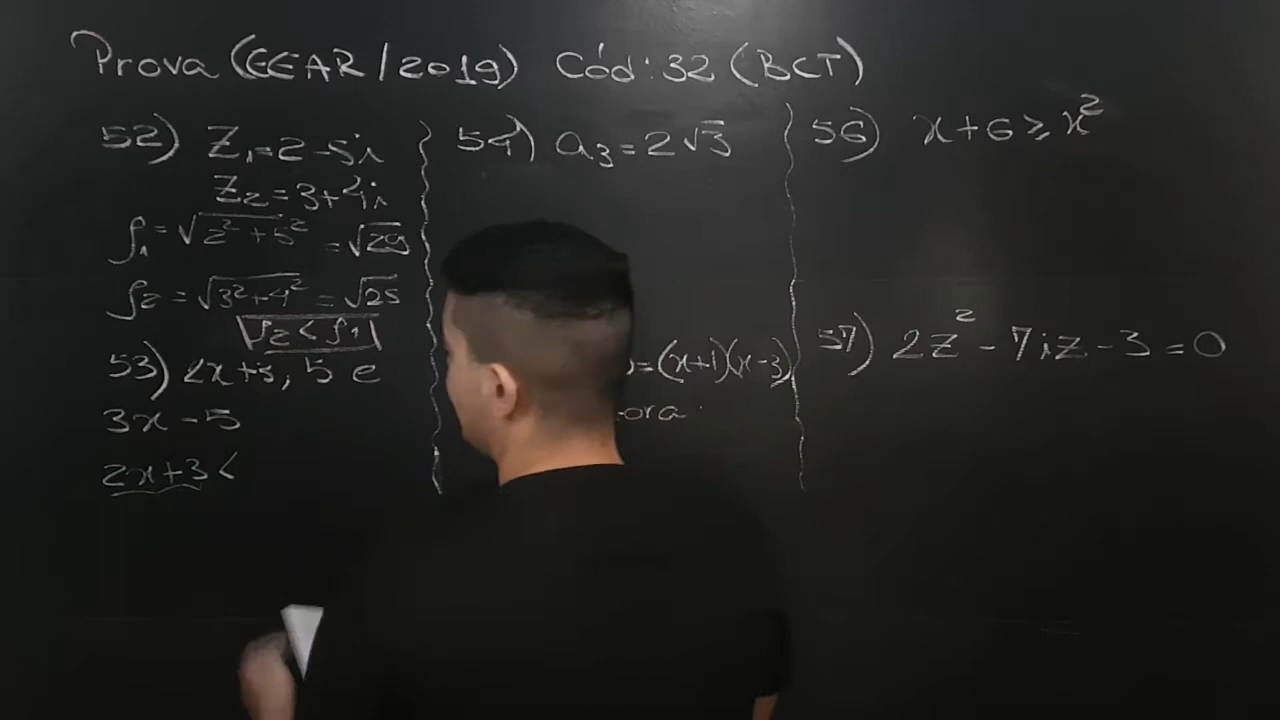 Prova (EEAR/2019) Cód: 32 (BCT)
52) Z₁=2-5i
Z₂=3+4i
ρ₁=√2²+5² =√29
ρ₂=√3²+4² =√25
ρ₂<ρ₁
53) 2x+3, 5 e
3x-5
2x+3<
54) a₃=2√3
=(x+1)(x-3)
ora
56) x+6≥x²
57) 2z²-7iz-3=0